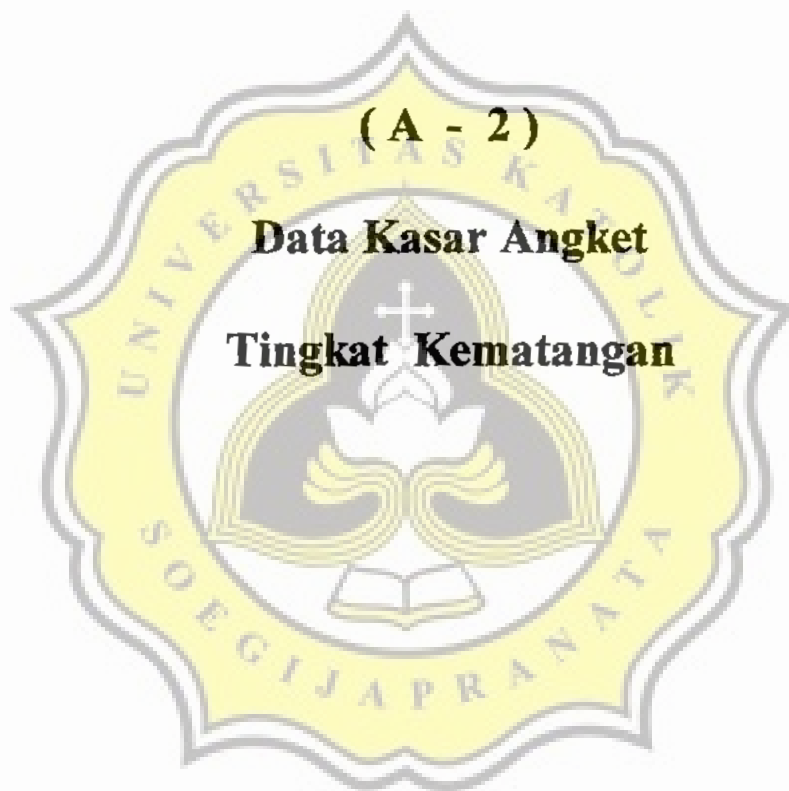 ( A - 2 )
Data Kasar Angket
Tingkat Kematangan
UNIVERSITAS KATOLIK
SOEGIJAPRANATA